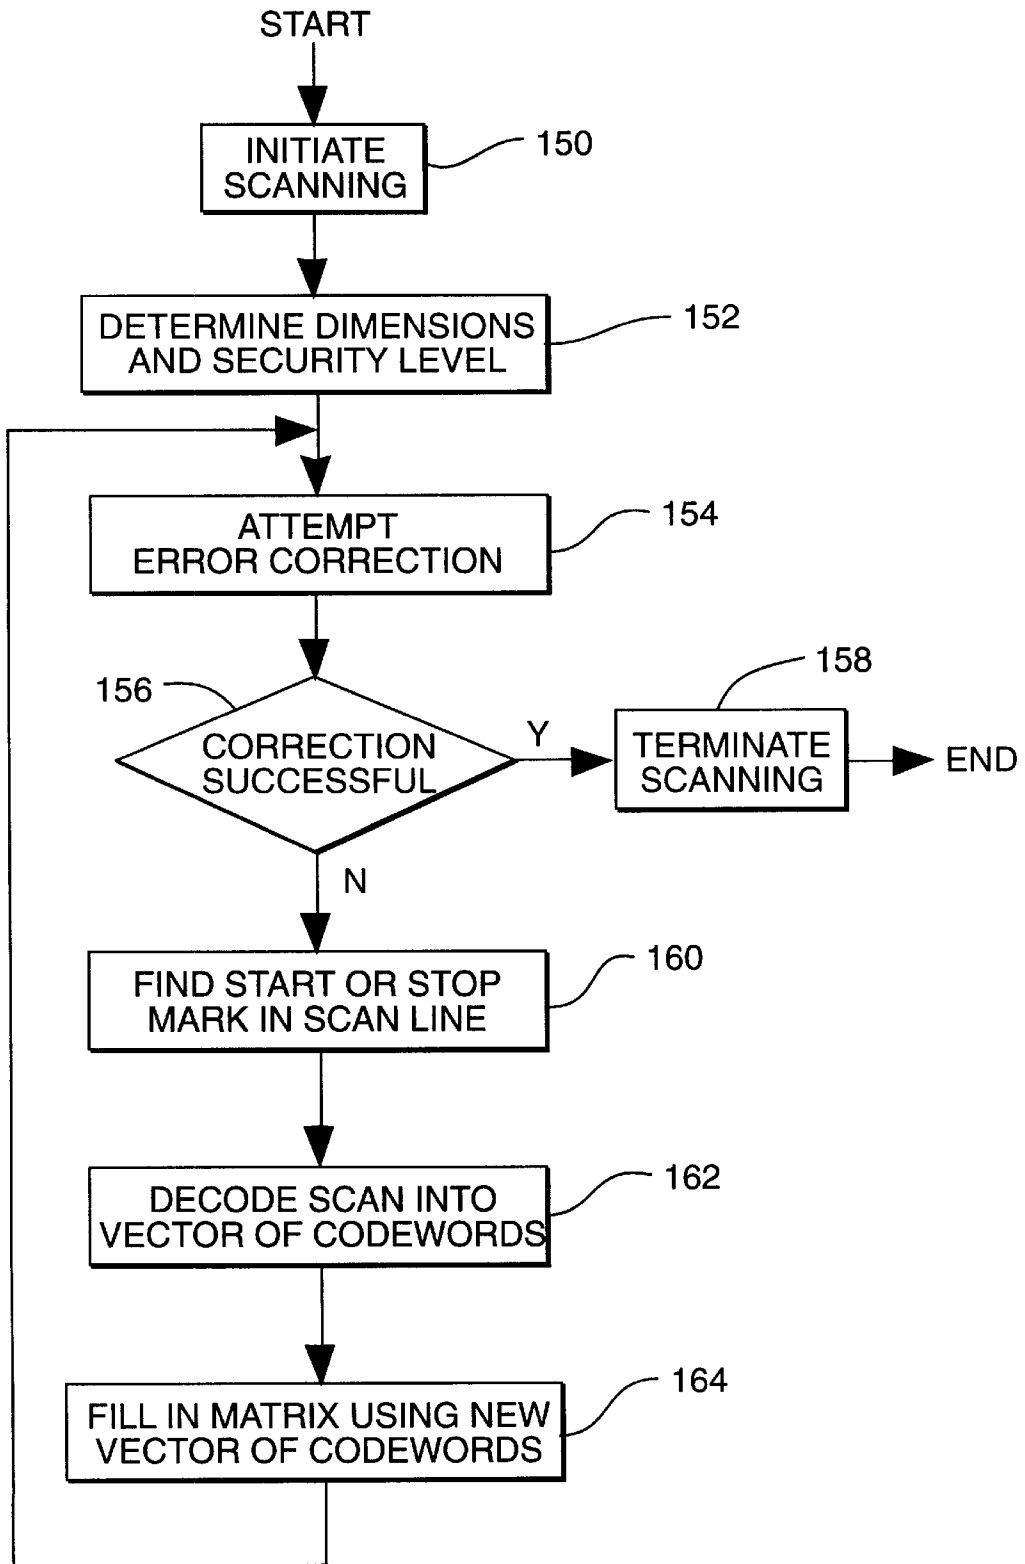 START
INITIATE
SCANNING
150
DETERMINE DIMENSIONS
AND SECURITY LEVEL
152
ATTEMPT
ERROR CORRECTION
154
156
CORRECTION
SUCCESSFUL
Y
158
TERMINATE
SCANNING
END
N
FIND START OR STOP
MARK IN SCAN LINE
160
DECODE SCAN INTO
VECTOR OF CODEWORDS
162
FILL IN MATRIX USING NEW
VECTOR OF CODEWORDS
164